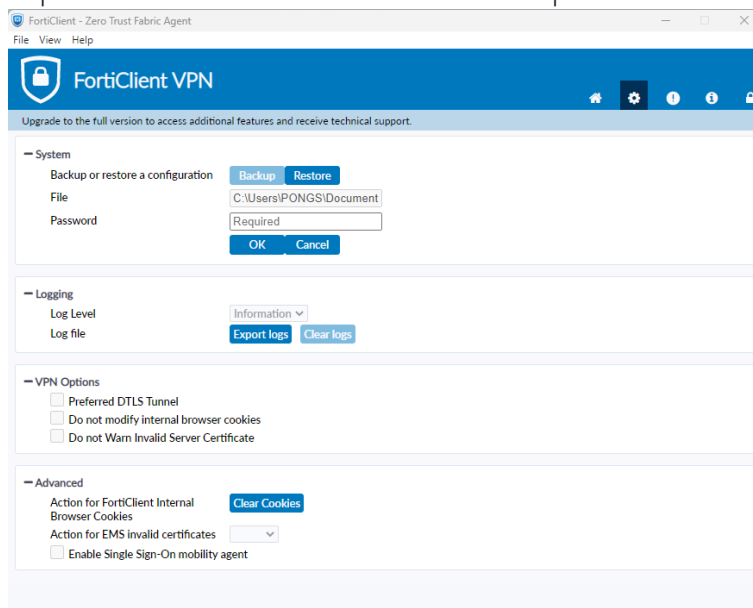 FortiClient - Zero Trust Fabric Agent
File View Help
FortiClient VPN
Upgrade to the full version to access additional features and receive technical support.
System
Backup or restore a configuration Backup Restore
File C:\Users\PONGS\Document
Password Required
OK Cancel
Logging
Log Level Information
Log file Export logs Clear logs
VPN Options
Preferred DTLS Tunnel
Do not modify internal browser cookies
Do not Warn Invalid Server Certificate
Advanced
Action for FortiClient Internal Clear Cookies
Browser Cookies
Action for EMS invalid certificates
Enable Single Sign-On mobility agent